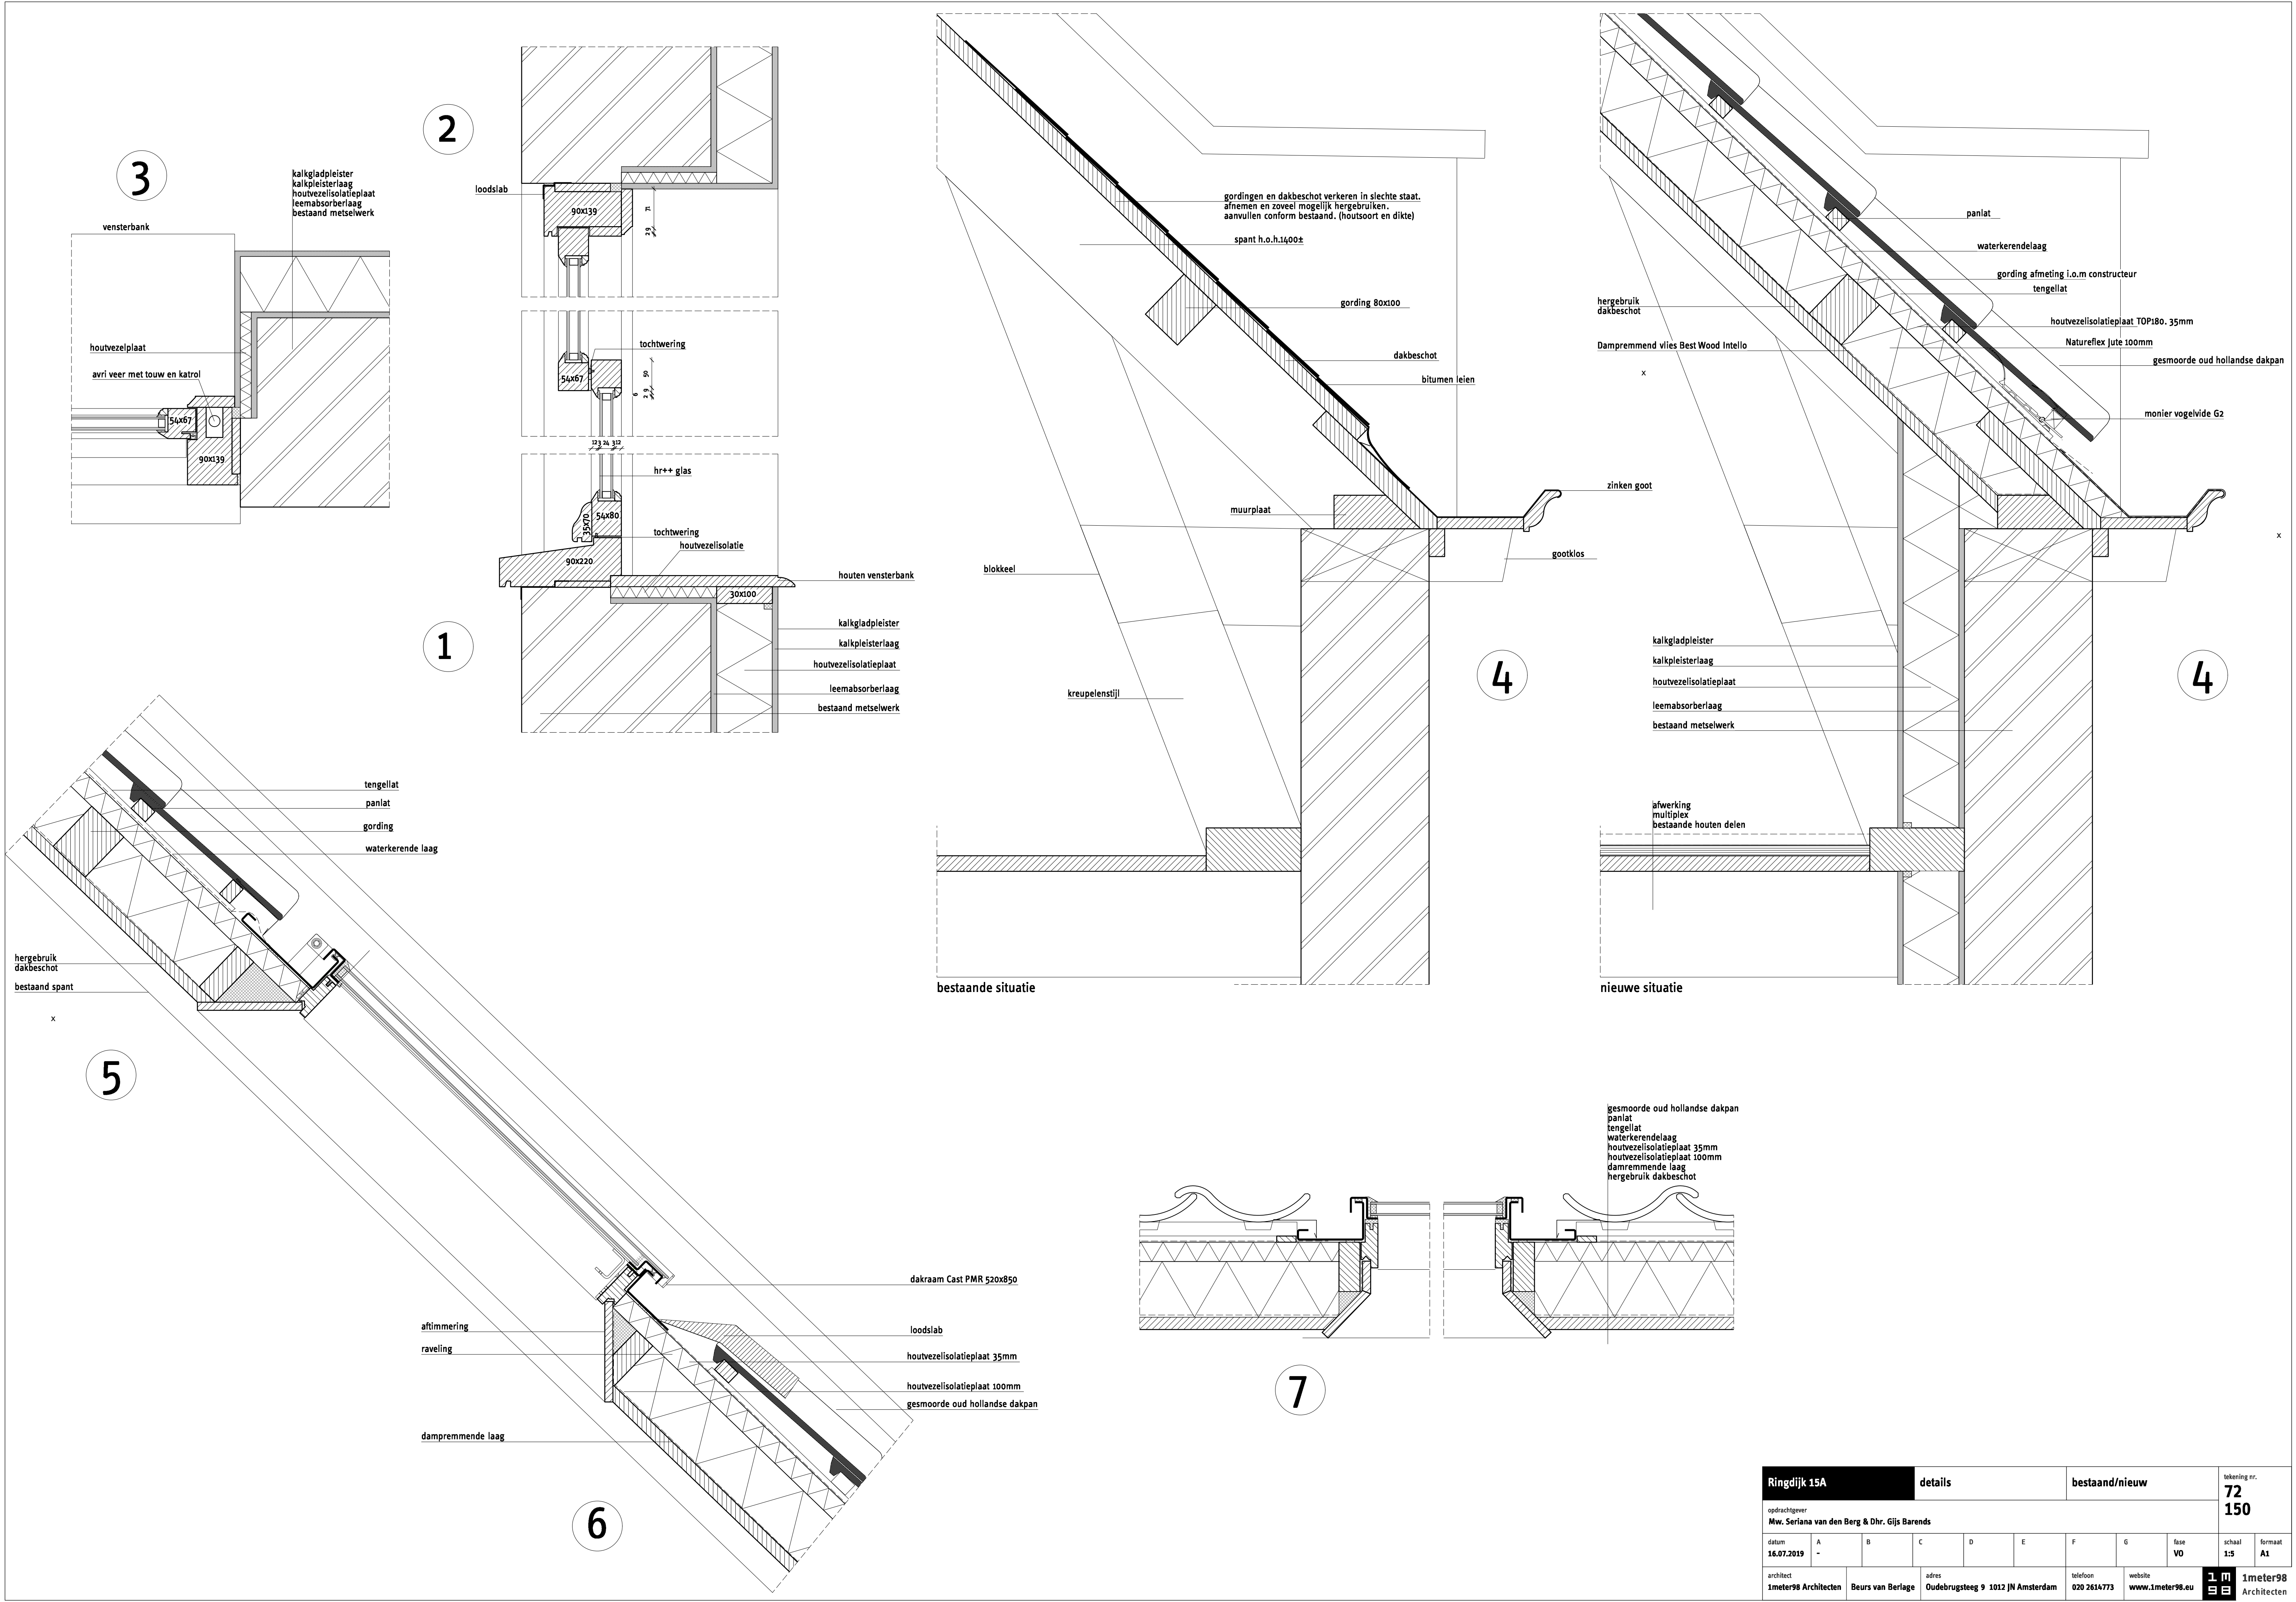 3
kalkgladpleister
kalkpleisterlaag
houtvezelisolatieplaat
leemabsorberlaag
bestaand metselwerk
vensterbank
houtvezelplaat
avri veer met touw en katrol
54x67
90x139
2
loodslab
90x139
71
29
tochtwering
54x67
50
6
29
123 24 312
hr++ glas
35x70
54x80
tochtwering
houtvezelisolatie
90x220
houten vensterbank
30x100
1
kalkgladpleister
kalkpleisterlaag
houtvezelisolatieplaat
leemabsorberlaag
bestaand metselwerk
gordingen en dakbeschot verkeren in slechte staat.
afnemen en zoveel mogelijk hergebruiken.
aanvullen conform bestaand. (houtsoort en dikte)
spant h.o.h.1400±
gording 80x100
dakbeschot
bitumen leien
muurplaat
zinken goot
gootklos
blokkeel
kreupelenstijl
4
bestaande situatie
panlat
waterkerendelaag
gording afmeting i.o.m constructeur
tengellat
hergebruik
dakbeschot
houtvezelisolatieplaat TOP180. 35mm
Natureflex Jute 100mm
Dampremmend vlies Best Wood Intello
gesmoorde oud hollandse dakpan
x
monier vogelvide G2
x
kalkgladpleister
kalkpleisterlaag
houtvezelisolatieplaat
leemabsorberlaag
bestaand metselwerk
4
afwerking
multiplex
bestaande houten delen
nieuwe situatie
tengellat
panlat
gording
waterkerende laag
hergebruik
dakbeschot
bestaand spant
x
5
dakraam Cast PMR 520x850
aftimmering
loodslab
raveling
houtvezelisolatieplaat 35mm
houtvezelisolatieplaat 100mm
gesmoorde oud hollandse dakpan
dampremmende laag
6
gesmoorde oud hollandse dakpan
panlat
tengellat
waterkerendelaag
houtvezelisolatieplaat 35mm
houtvezelisolatieplaat 100mm
damremmende laag
hergebruik dakbeschot
7
Ringdijk 15A
details
bestaand/nieuw
tekening nr.
72
150
opdrachtgever
Mw. Seriana van den Berg & Dhr. Gijs Barends
datum
16.07.2019
A
-
B
C
D
E
F
G
fase
VO
schaal
1:5
formaat
A1
architect
1meter98 Architecten
Beurs van Berlage
adres
Oudebrugsteeg 9 1012 JN Amsterdam
telefoon
020 2614773
website
www.1meter98.eu
1M
98
1meter98
Architecten